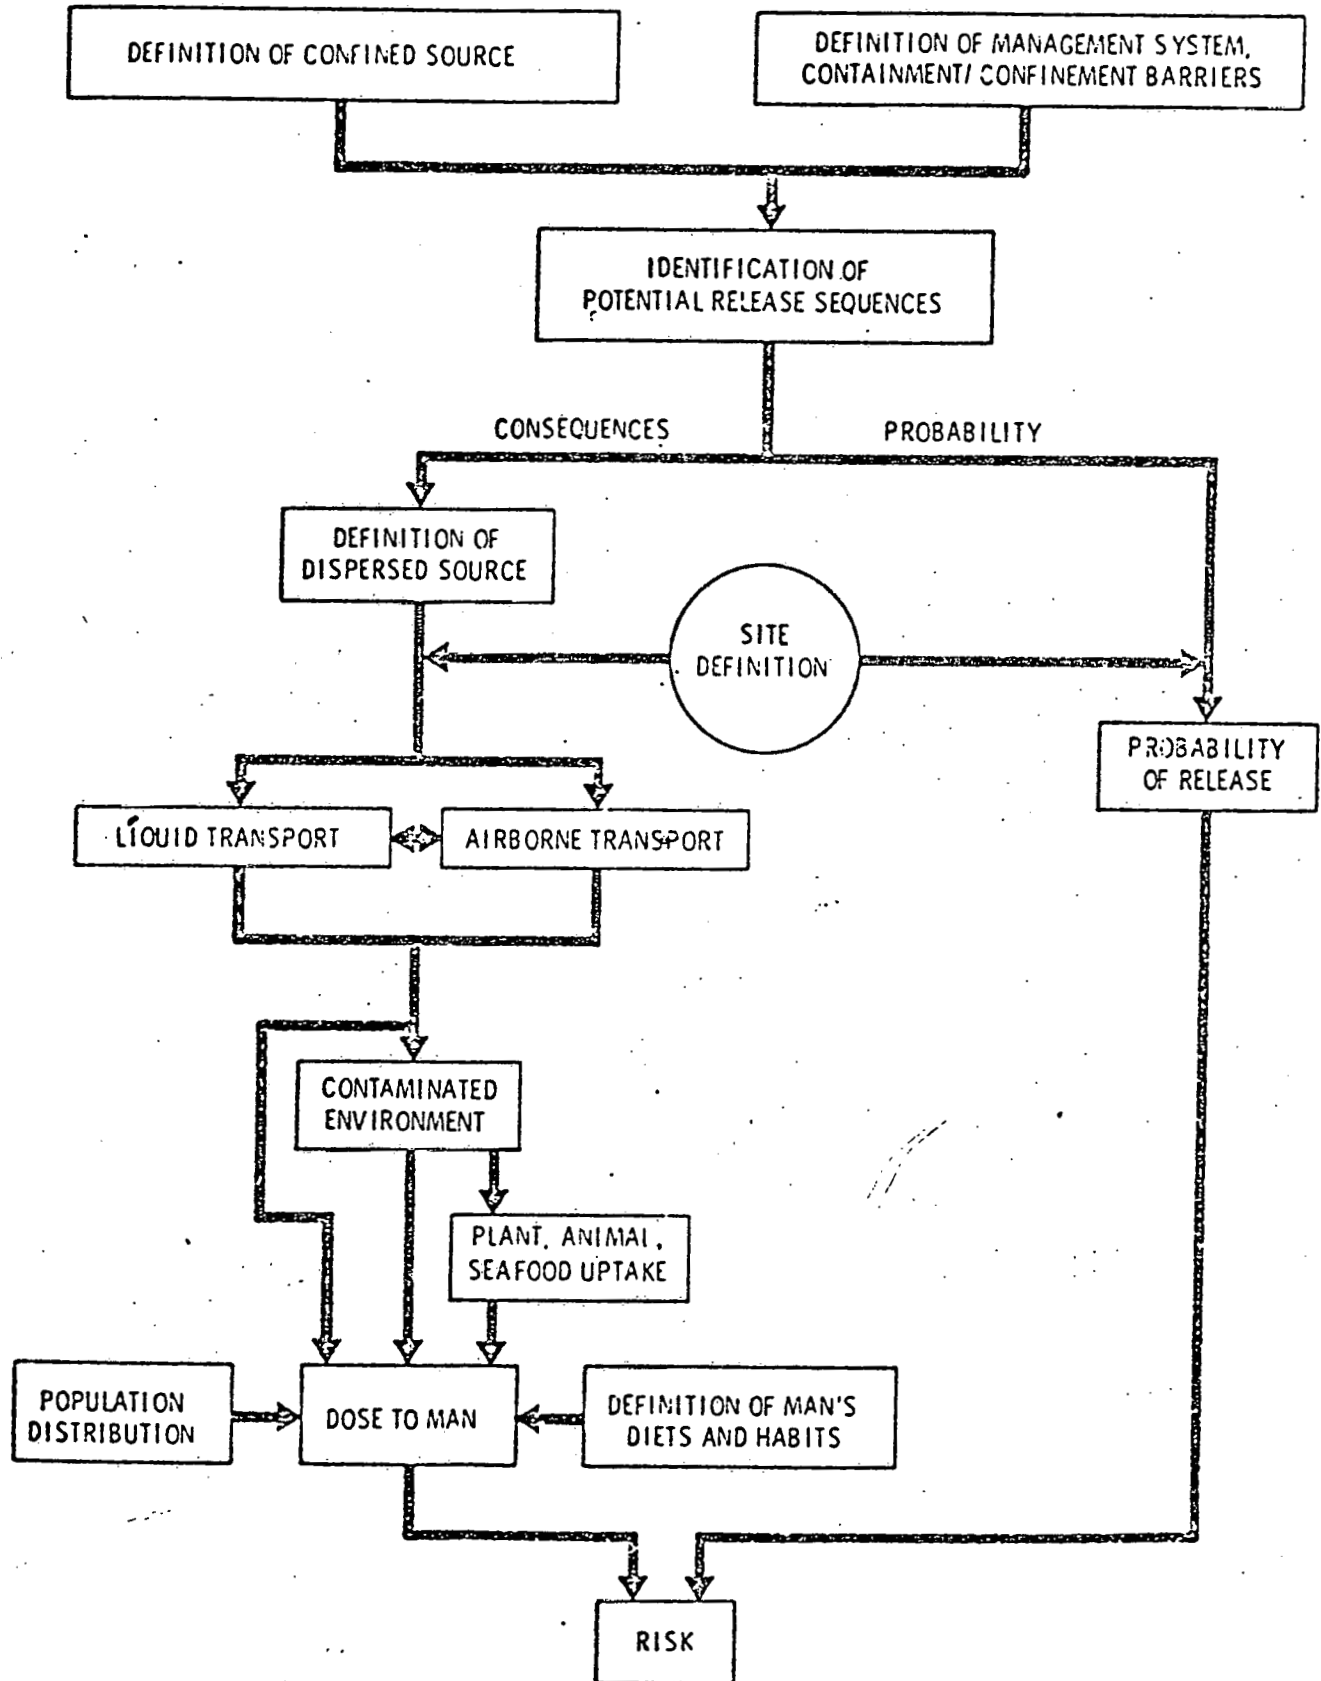 DEFINITION OF CONFINED SOURCE
DEFINITION OF MANAGEMENT SYSTEM,
CONTAINMENT/ CONFINEMENT BARRIERS
IDENTIFICATION OF
POTENTIAL RELEASE SEQUENCES
CONSEQUENCES
PROBABILITY
DEFINITION OF
DISPERSED SOURCE
SITE
DEFINITION
PROBABILITY
OF RELEASE
LIQUID TRANSPORT
AIRBORNE TRANSPORT
CONTAMINATED
ENVIRONMENT
PLANT, ANIMAL,
SEAFOOD UPTAKE
POPULATION
DISTRIBUTION
DOSE TO MAN
DEFINITION OF MAN'S
DIETS AND HABITS
RISK